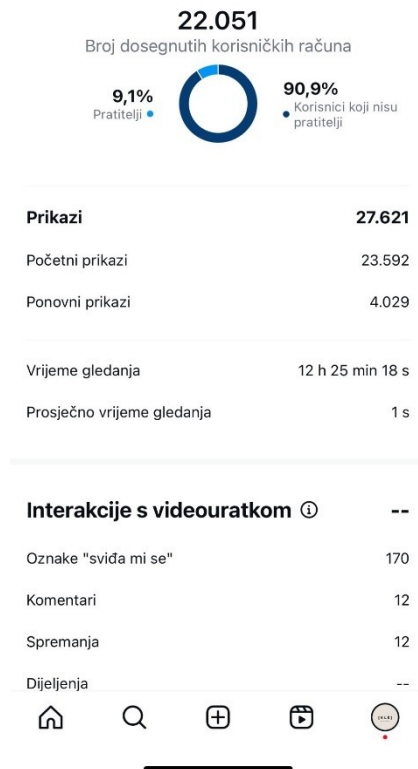 22.051
Broj dosegnutih korisničkih računa
9,1%
Pratitelji
90,9%
Korisnici koji nisu
pratitelji
Prikazi 27.621
Početni prikazi 23.592
Ponovni prikazi 4.029
Vrijeme gledanja 12 h 25 min 18 s
Prosječno vrijeme gledanja 1 s
Interakcije s videouratkom --
Oznake "sviđa mi se" 170
Komentari 12
Spremanja 12
Dijeljenja --